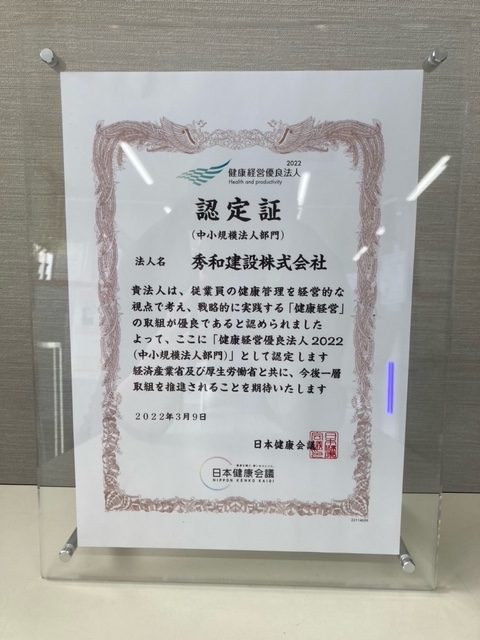 2022
健康経営優良法人
Health and productivity
認定証
(中小規模法人部門)
法人名 秀和建設株式会社
貴法人は、従業員の健康管理を経営的な
視点で考え、戦略的に実践する「健康経営」
の取組が優良であると認められました
よって、ここに「健康経営優良法人2022
(中小規模法人部門)」として認定します
経済産業省及び厚生労働省と共に、今後一層
取組を推進されることを期待いたします
2022年3月9日
日本健康会議
日本健康会議
NIPPON KENKO KAIGI